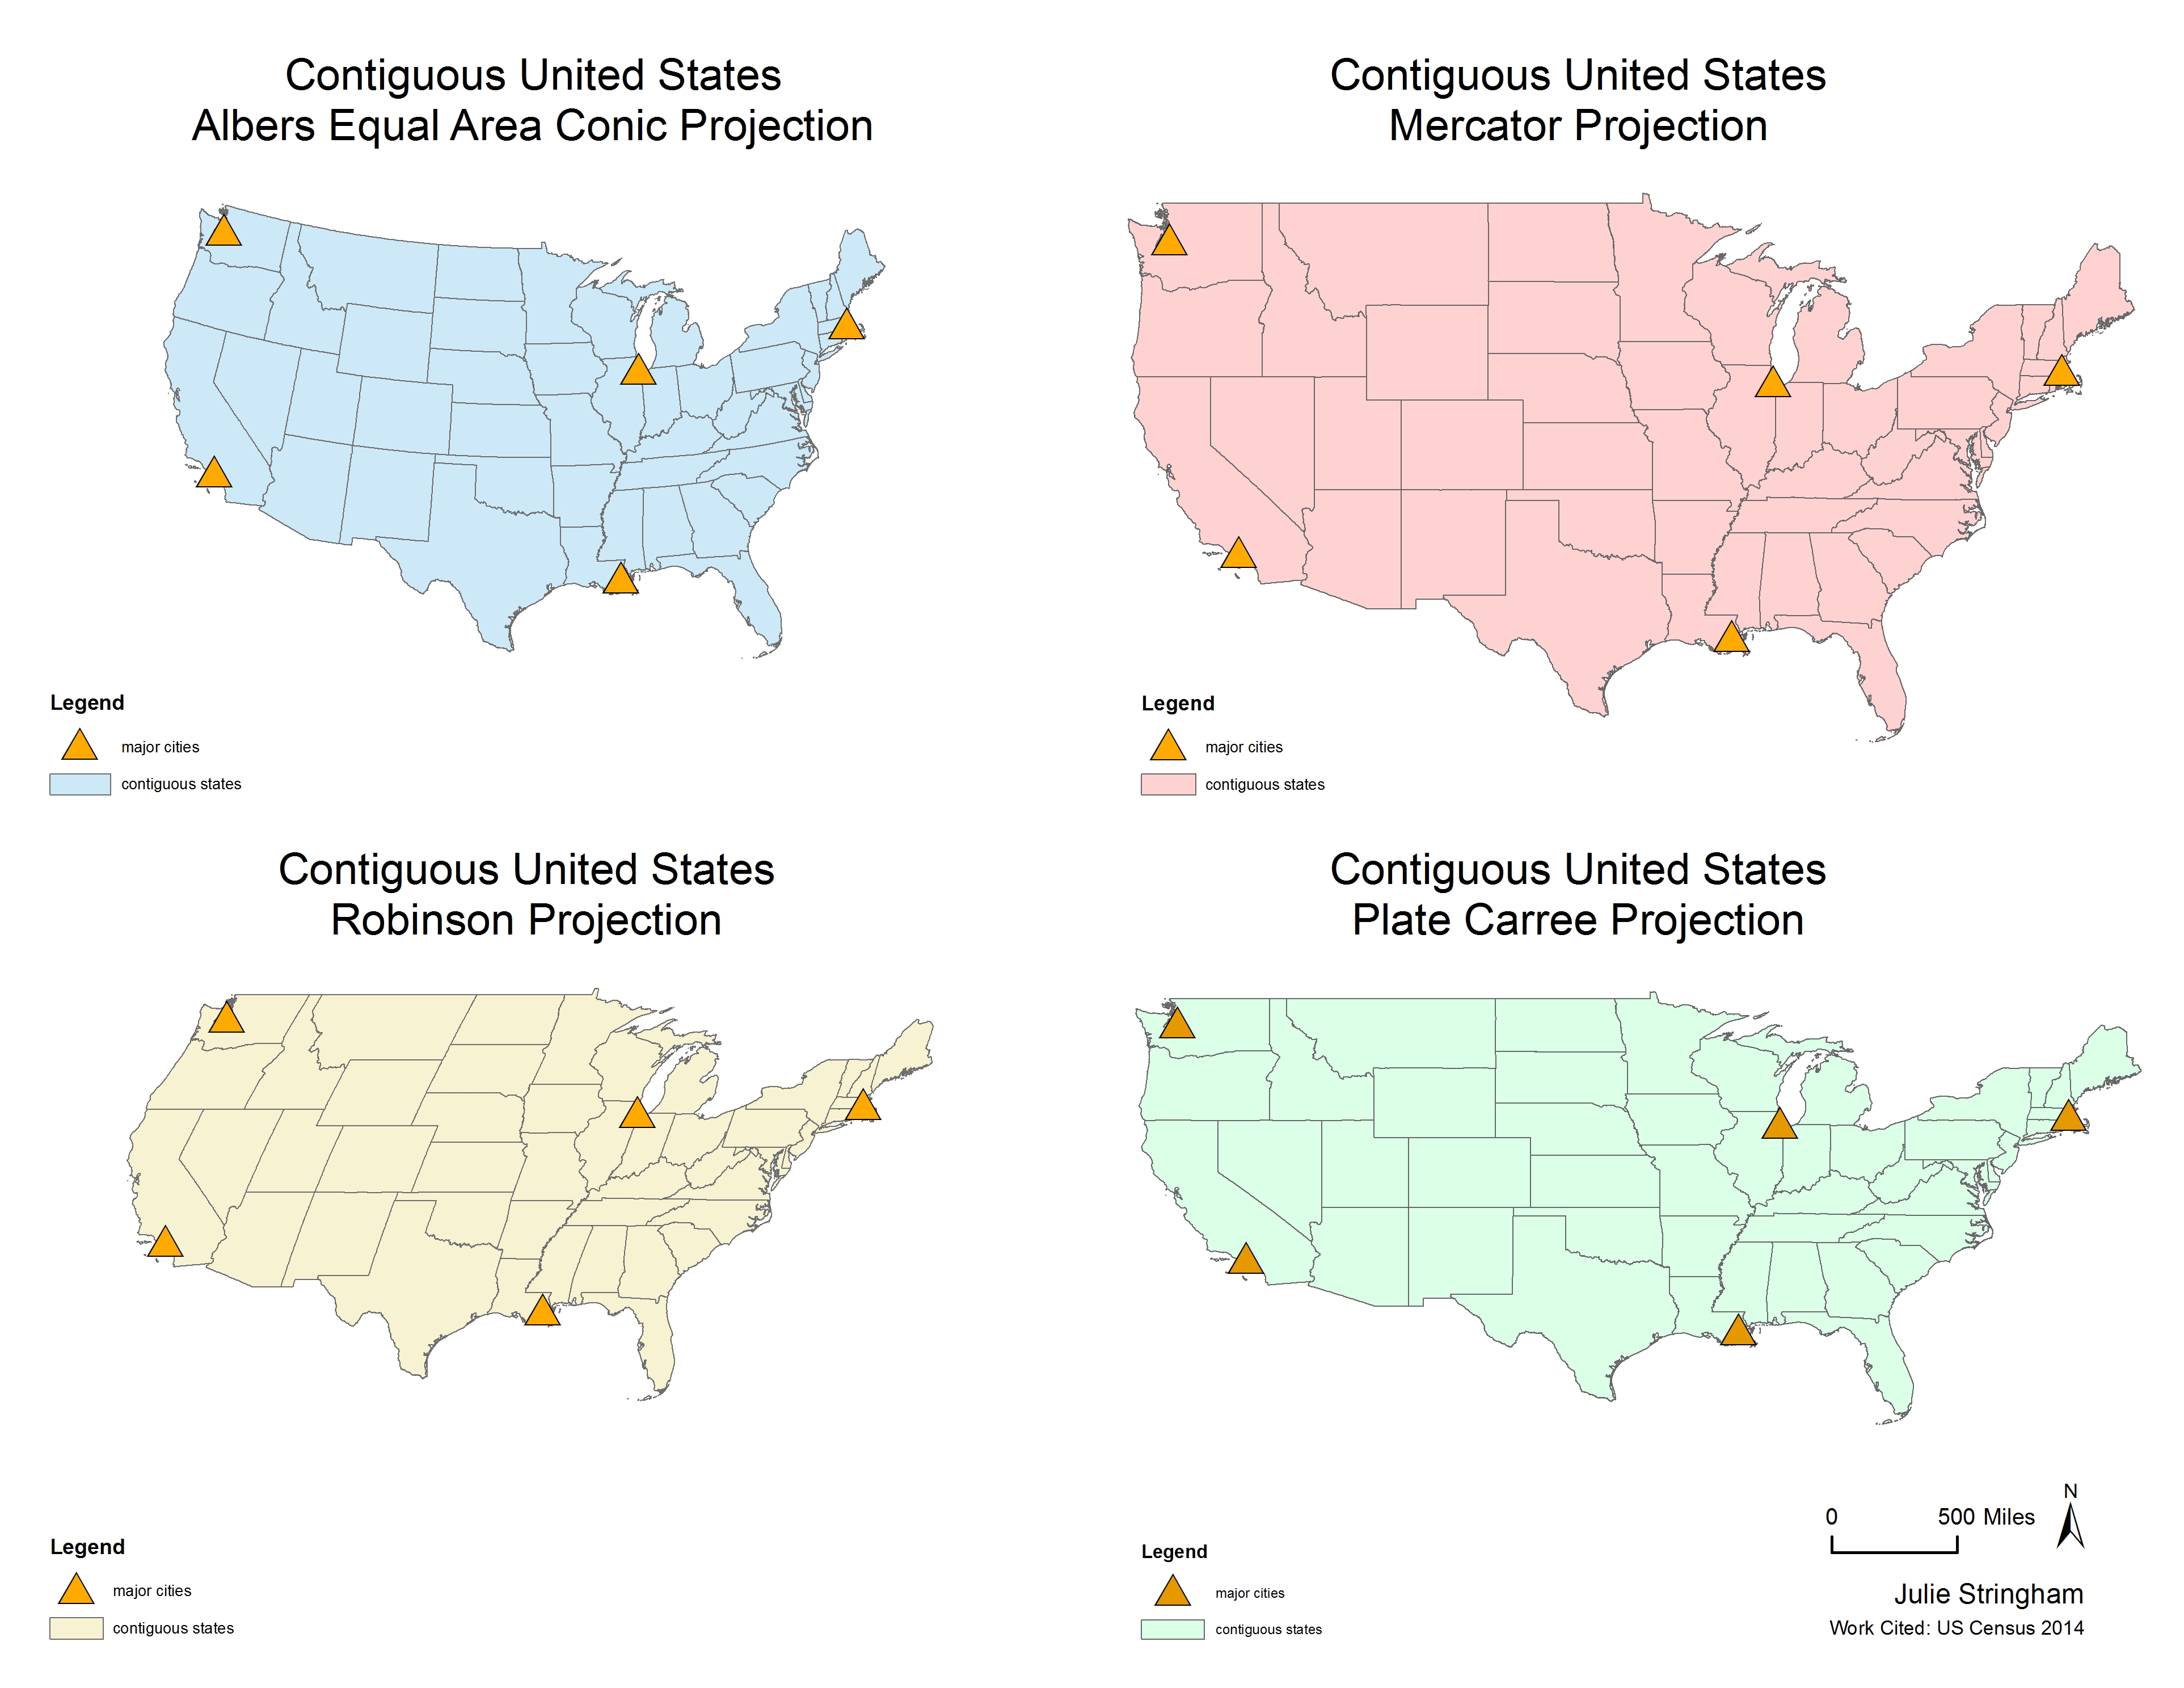 Contiguous United States
Albers Equal Area Conic Projection
Legend
major cities
contiguous states
Contiguous United States
Mercator Projection
Legend
major cities
contiguous states
Contiguous United States
Robinson Projection
Legend
major cities
contiguous states
Contiguous United States
Plate Carree Projection
Legend
major cities
contiguous states
N
0 500 Miles
Julie Stringham
Work Cited: US Census 2014